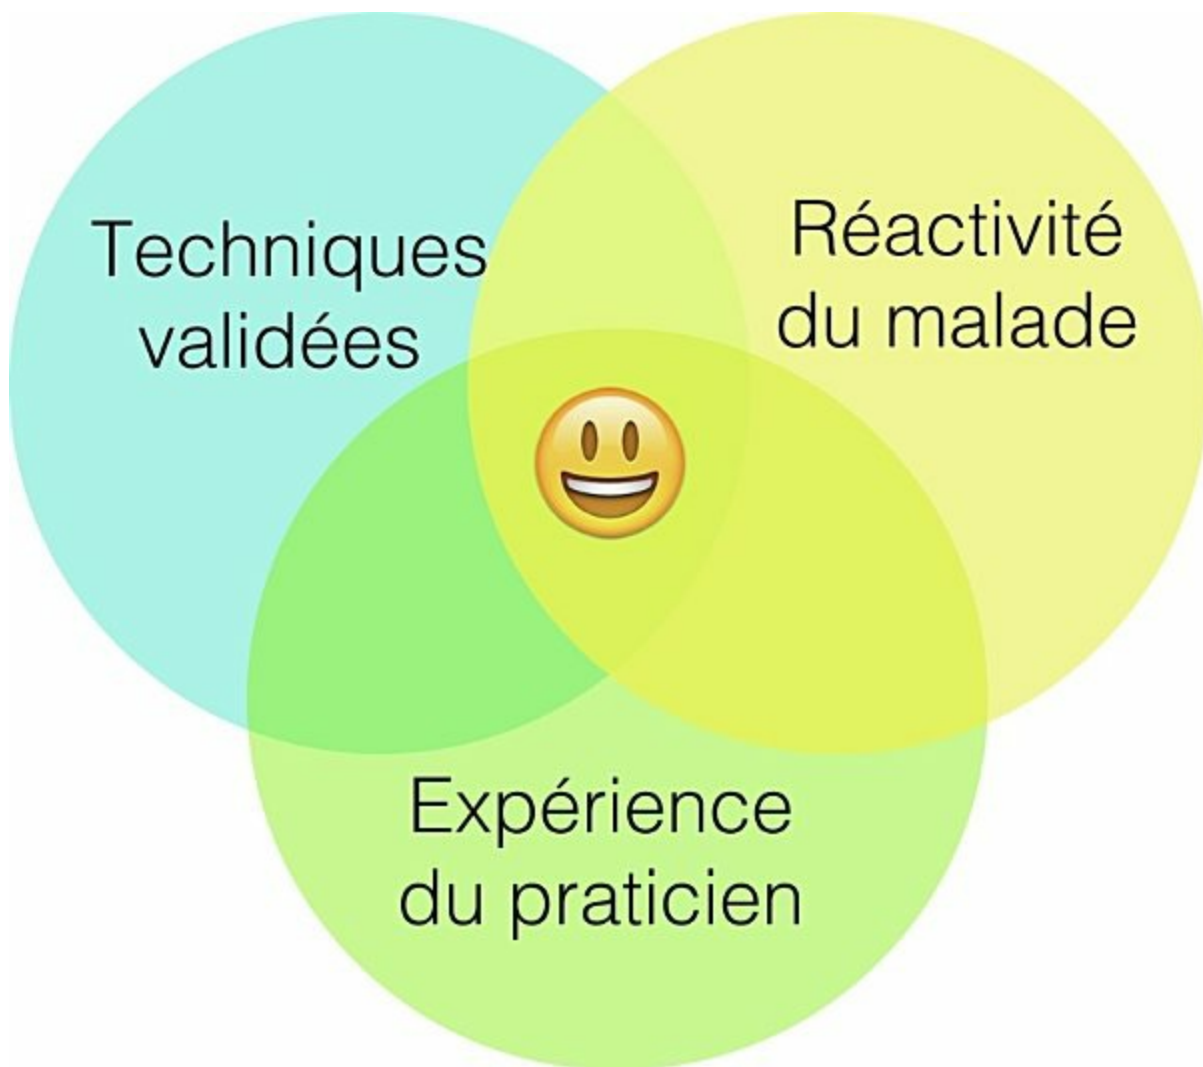 Techniques
validées
Réactivité
du malade
Expérience
du praticien